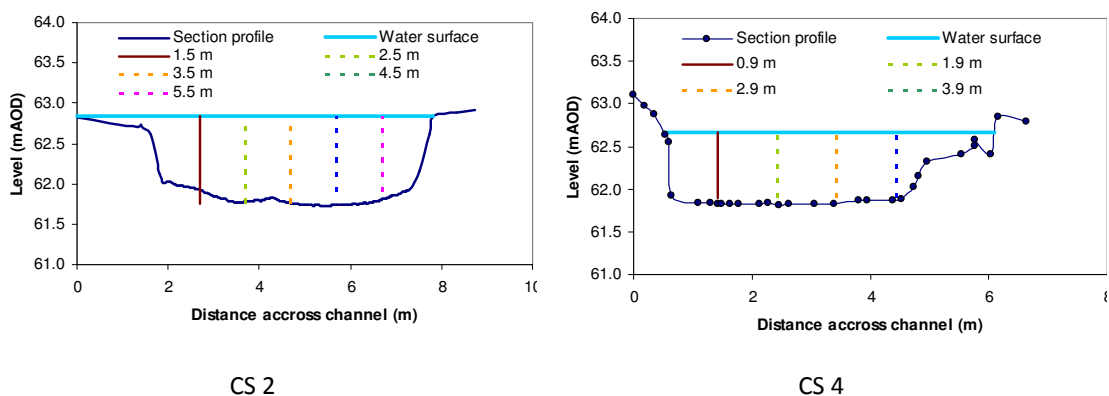 64.0
Section profile Water surface
1.5 m 2.5 m
3.5 m 4.5 m
5.5 m
63.5
63.0
62.5
62.0
61.5
61.0
Level (mAOD)
0 2 4 6 8 10
Distance accross channel (m)
CS 2
64.0
Section profile Water surface
0.9 m 1.9 m
2.9 m 3.9 m
63.5
63.0
62.5
62.0
61.5
61.0
Level (mAOD)
0 2 4 6 8
Distance accross channel (m)
CS 4